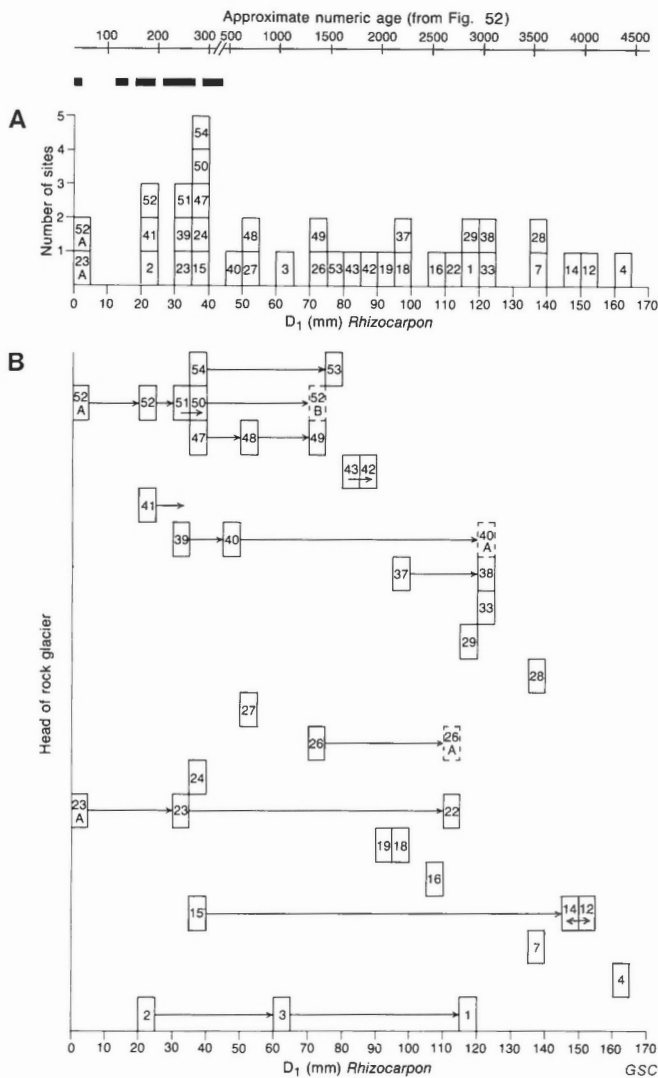 Approximate numeric age (from Fig. 52)
100 200 300 500 1000 1500 2000 2500 3000 3500 4000 4500
A
Number of sites
5
4
3
2
1
54
50
52 51 47 48 49 37 29 38 28
52 A 41 39 24
23 A 2 23 15 40 27 3 26 53 43 42 19 18 16 22 1 33 7 14 12 4
0 10 20 30 40 50 60 70 80 90 100 110 120 130 140 150 160 170
D1 (mm) Rhizocarpon
B
Head of rock glacier
54 53
52 A 52 51 50 52 B
47 48 49
43 42
41
39 40 40 A
37 38
33
29
28
27
26 26 A
24
23 A 23 22
19 18
16
15 14 12
7
4
2 3 1
0 10 20 30 40 50 60 70 80 90 100 110 120 130 140 150 160 170
D1 (mm) Rhizocarpon
GSC